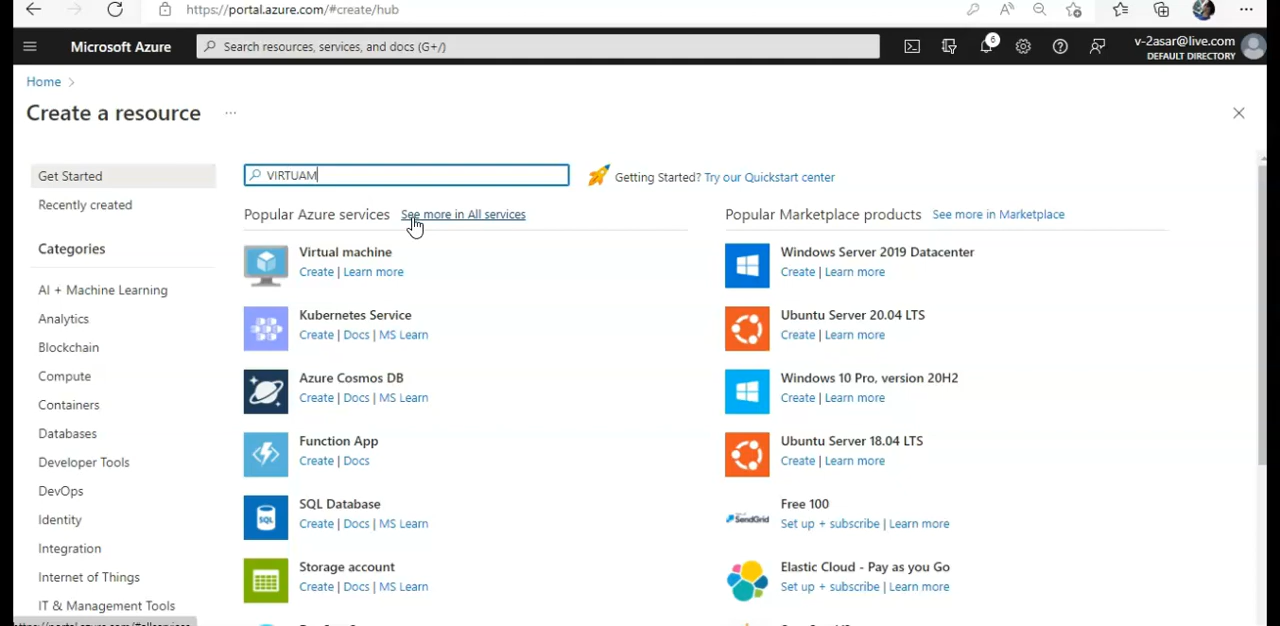 https://portal.azure.com/#create/hub
Microsoft Azure
Search resources, services, and docs (G+/)
6
v-2asar@live.com
DEFAULT DIRECTORY
Home >
Create a resource ...
Get Started
Recently created
Categories
AI + Machine Learning
Analytics
Blockchain
Compute
Containers
Databases
Developer Tools
DevOps
Identity
Integration
Internet of Things
IT & Management Tools
VIRTUAM
Getting Started? Try our Quickstart center
Popular Azure services See more in All services
Virtual machine
Create | Learn more
Kubernetes Service
Create | Docs | MS Learn
Azure Cosmos DB
Create | Docs | MS Learn
Function App
Create | Docs
SQL
SQL Database
Create | Docs | MS Learn
Storage account
Create | Docs | MS Learn
Popular Marketplace products See more in Marketplace
Windows Server 2019 Datacenter
Create | Learn more
Ubuntu Server 20.04 LTS
Create | Learn more
Windows 10 Pro, version 20H2
Create | Learn more
Ubuntu Server 18.04 LTS
Create | Learn more
SendGrid
Free 100
Set up + subscribe | Learn more
Elastic Cloud - Pay as you Go
Set up + subscribe | Learn more